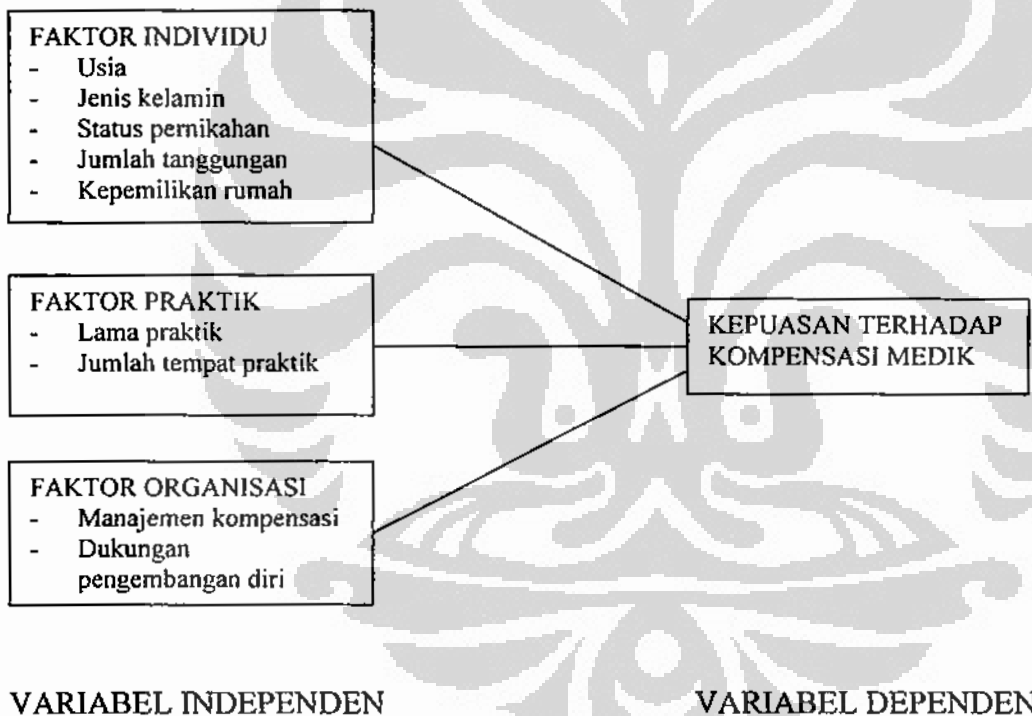 FAKTOR INDIVIDU
- Usia
- Jenis kelamin
- Status pernikahan
- Jumlah tanggungan
- Kepemilikan rumah
FAKTOR PRAKTIK
- Lama praktik
- Jumlah tempat praktik
FAKTOR ORGANISASI
- Manajemen kompensasi
- Dukungan
pengembangan diri
KEPUASAN TERHADAP
KOMPENSASI MEDIK
VARIABEL INDEPENDEN
VARIABEL DEPENDEN